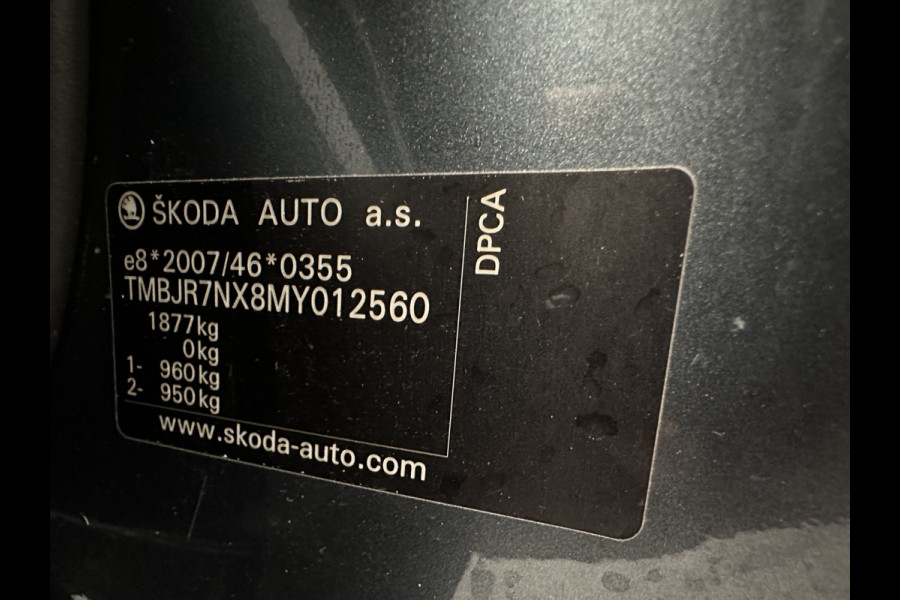 ŠKODA AUTO a.s.
e8*2007/46*0355
TMBJR7NX8MY012560
1877kg
0kg
1- 960kg
2- 950kg
www.skoda-auto.com
DPCA